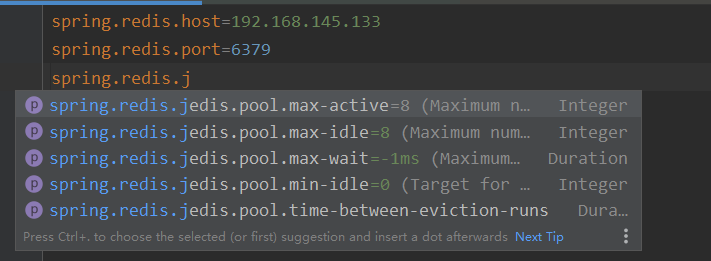 spring.redis.host=192.168.145.133
spring.redis.port=6379
spring.redis.j
p spring.redis.jedis.pool.max-active=8 (Maximum n… Integer
p spring.redis.jedis.pool.max-idle=8 (Maximum num… Integer
p spring.redis.jedis.pool.max-wait=-1ms (Maximum… Duration
p spring.redis.jedis.pool.min-idle=0 (Target for … Integer
p spring.redis.jedis.pool.time-between-eviction-runs Dura…
Press Ctrl+. to choose the selected (or first) suggestion and insert a dot afterwards Next Tip